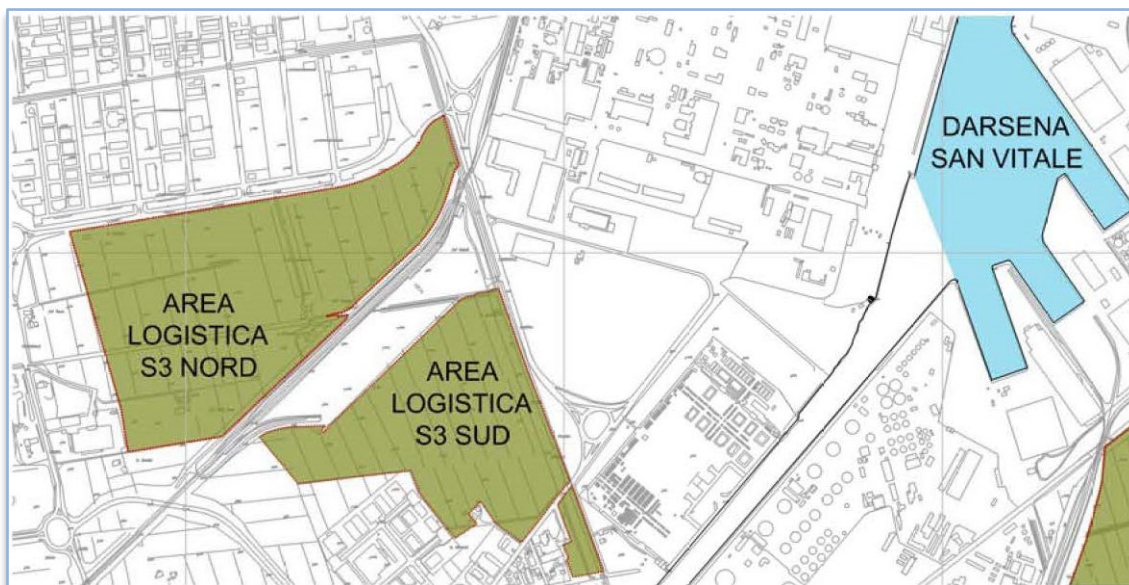 DARSENA
SAN VITALE
AREA
LOGISTICA
S3 NORD
AREA
LOGISTICA
S3 SUD